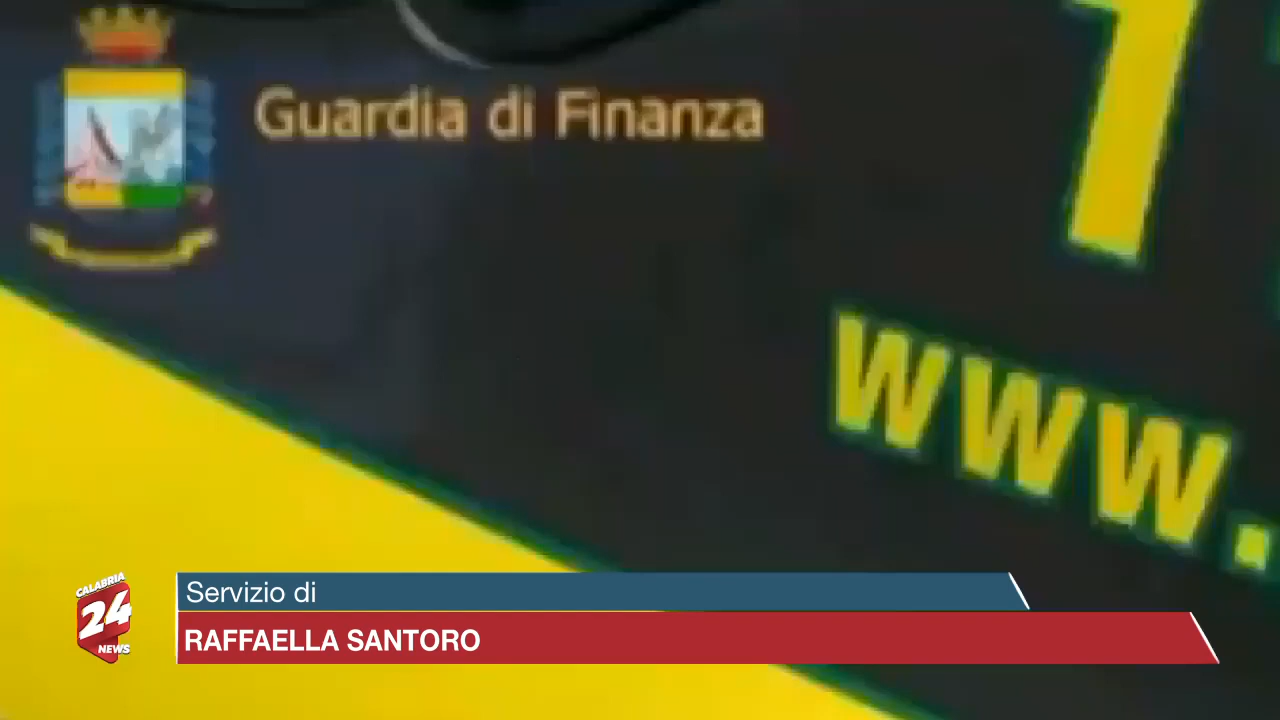 Guardia di Finanza
1
www.
CALABRIA
24
NEWS
Servizio di
RAFFAELLA SANTORO